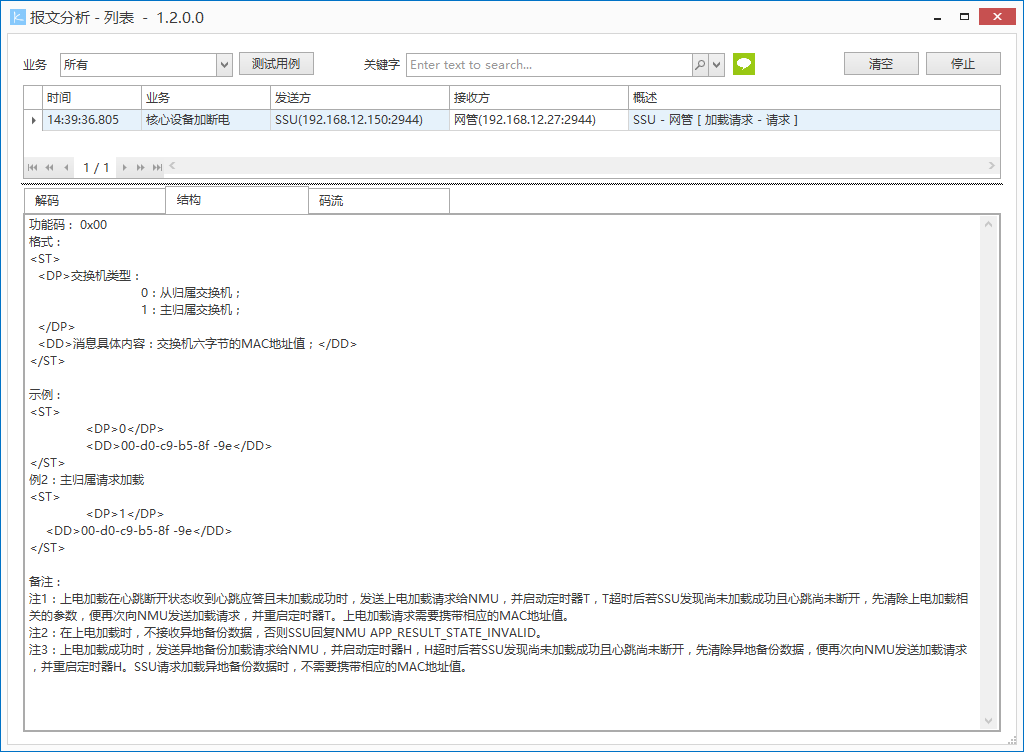 报文分析 - 列表 - 1.2.0.0
业务 所有 测试用例 关键字 Enter text to search... 清空 停止
时间 业务 发送方 接收方 概述
14:39:36.805 核心设备加断电 SSU(192.168.12.150:2944) 网管(192.168.12.27:2944) SSU - 网管 [ 加载请求 - 请求 ]
1 / 1
解码 结构 码流
功能码： 0x00
格式：
<ST>
<DP>交换机类型：
0：从归属交换机；
1：主归属交换机；
</DP>
<DD>消息具体内容：交换机六字节的MAC地址值；</DD>
</ST>
示例：
<ST>
<DP>0</DP>
<DD>00-d0-c9-b5-8f -9e</DD>
</ST>
例2：主归属请求加载
<ST>
<DP>1</DP>
<DD>00-d0-c9-b5-8f -9e</DD>
</ST>
备注：
注1：上电加载在心跳断开状态收到心跳应答且未加载成功时，发送上电加载请求给NMU，并启动定时器T，T超时后若SSU发现尚未加载成功且心跳尚未断开，先清除上电加载相
关的参数，便再次向NMU发送加载请求，并重启定时器T。上电加载请求需要携带相应的MAC地址值。
注2：在上电加载时，不接收异地备份数据，否则SSU回复NMU APP_RESULT_STATE_INVALID。
注3：上电加载成功时，发送异地备份加载请求给NMU，并启动定时器H，H超时后若SSU发现尚未加载成功且心跳尚未断开，先清除异地备份数据，便再次向NMU发送加载请求
，并重启定时器H。SSU请求加载异地备份数据时，不需要携带相应的MAC地址值。